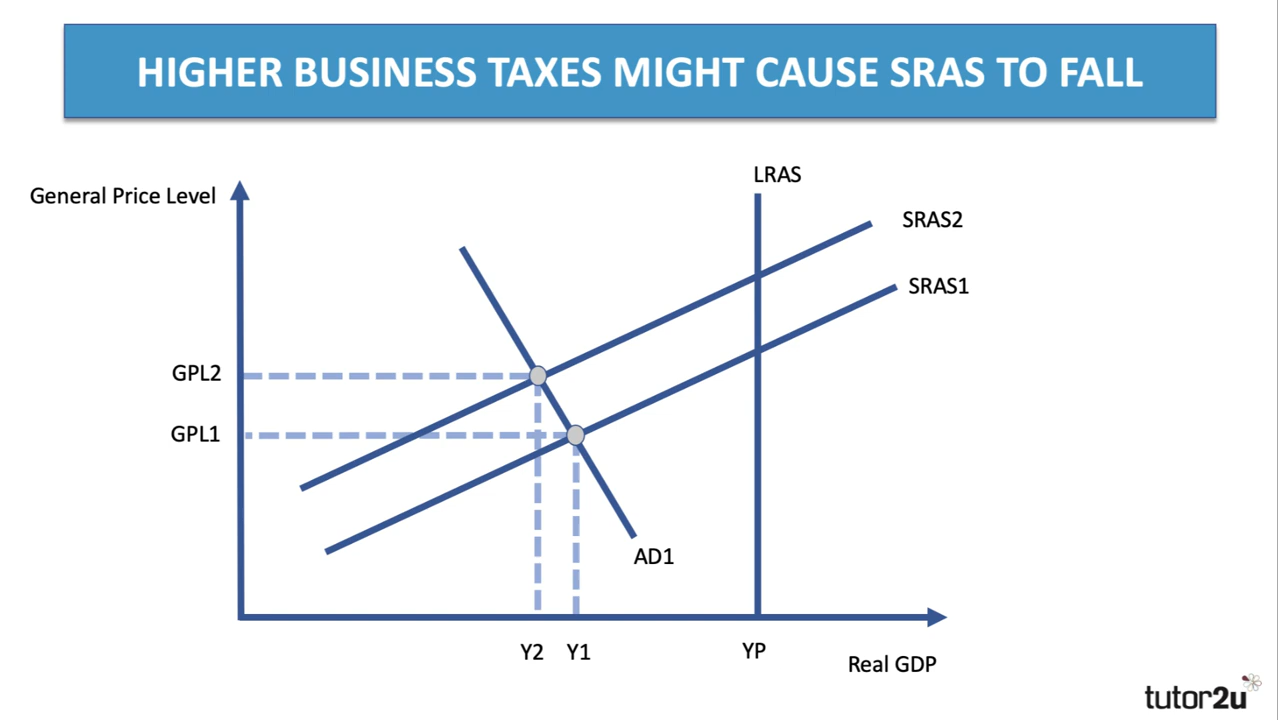 HIGHER BUSINESS TAXES MIGHT CAUSE SRAS TO FALL
LRAS
General Price Level
SRAS2
SRAS1
GPL2
GPL1
AD1
Y2
Y1
YP
Real GDP
tutor2u